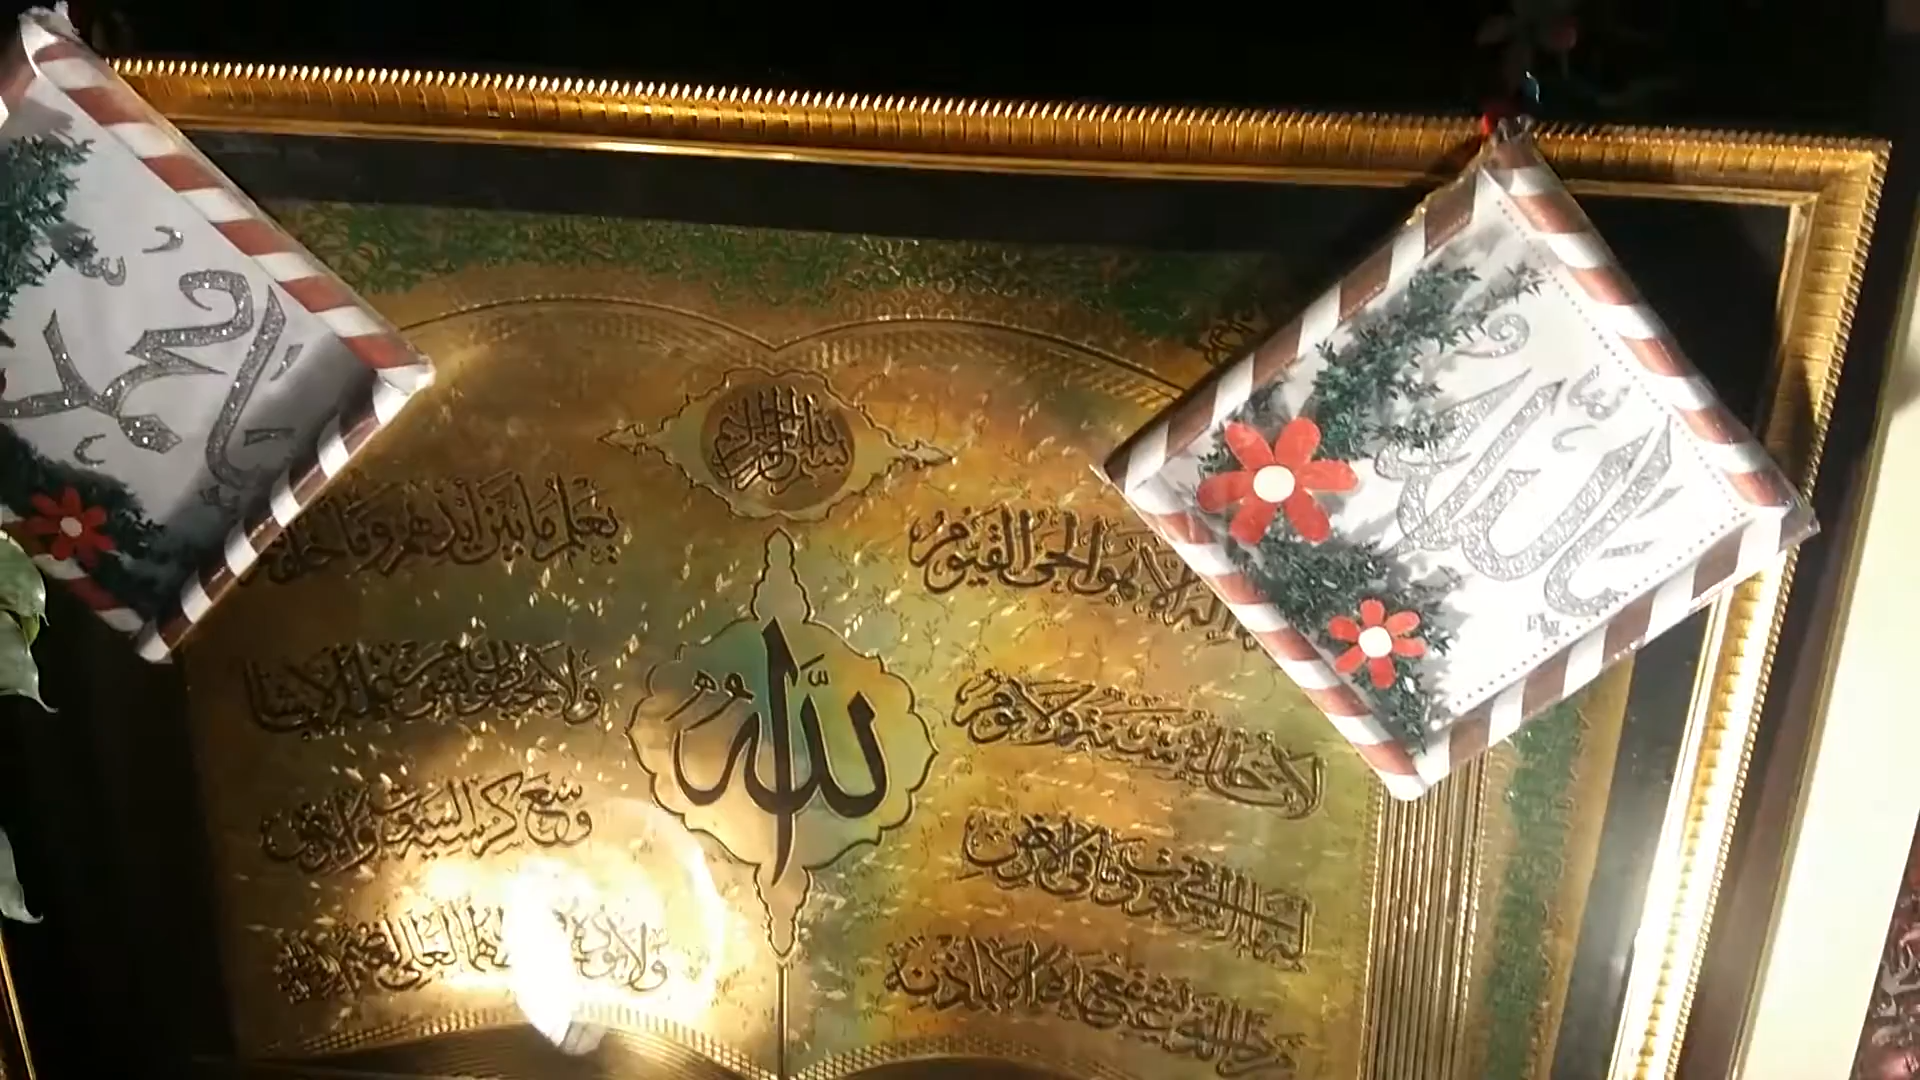 بسم الله الرحمن الرحيم
الله
لا إله إلا هو الحي القيوم
لا تأخذه سنة ولا نوم
له ما في السموت وما في الأرض
من ذا الذي يشفع عنده إلا بإذنه
يعلم ما بين أيديهم وما خلفهم
ولا يحيطون بشيء من علمه إلا بما شاء
وسع كرسيه السموت والأرض
ولا يؤده حفظهما وهو العلي العظيم
يا محمد
يا الله